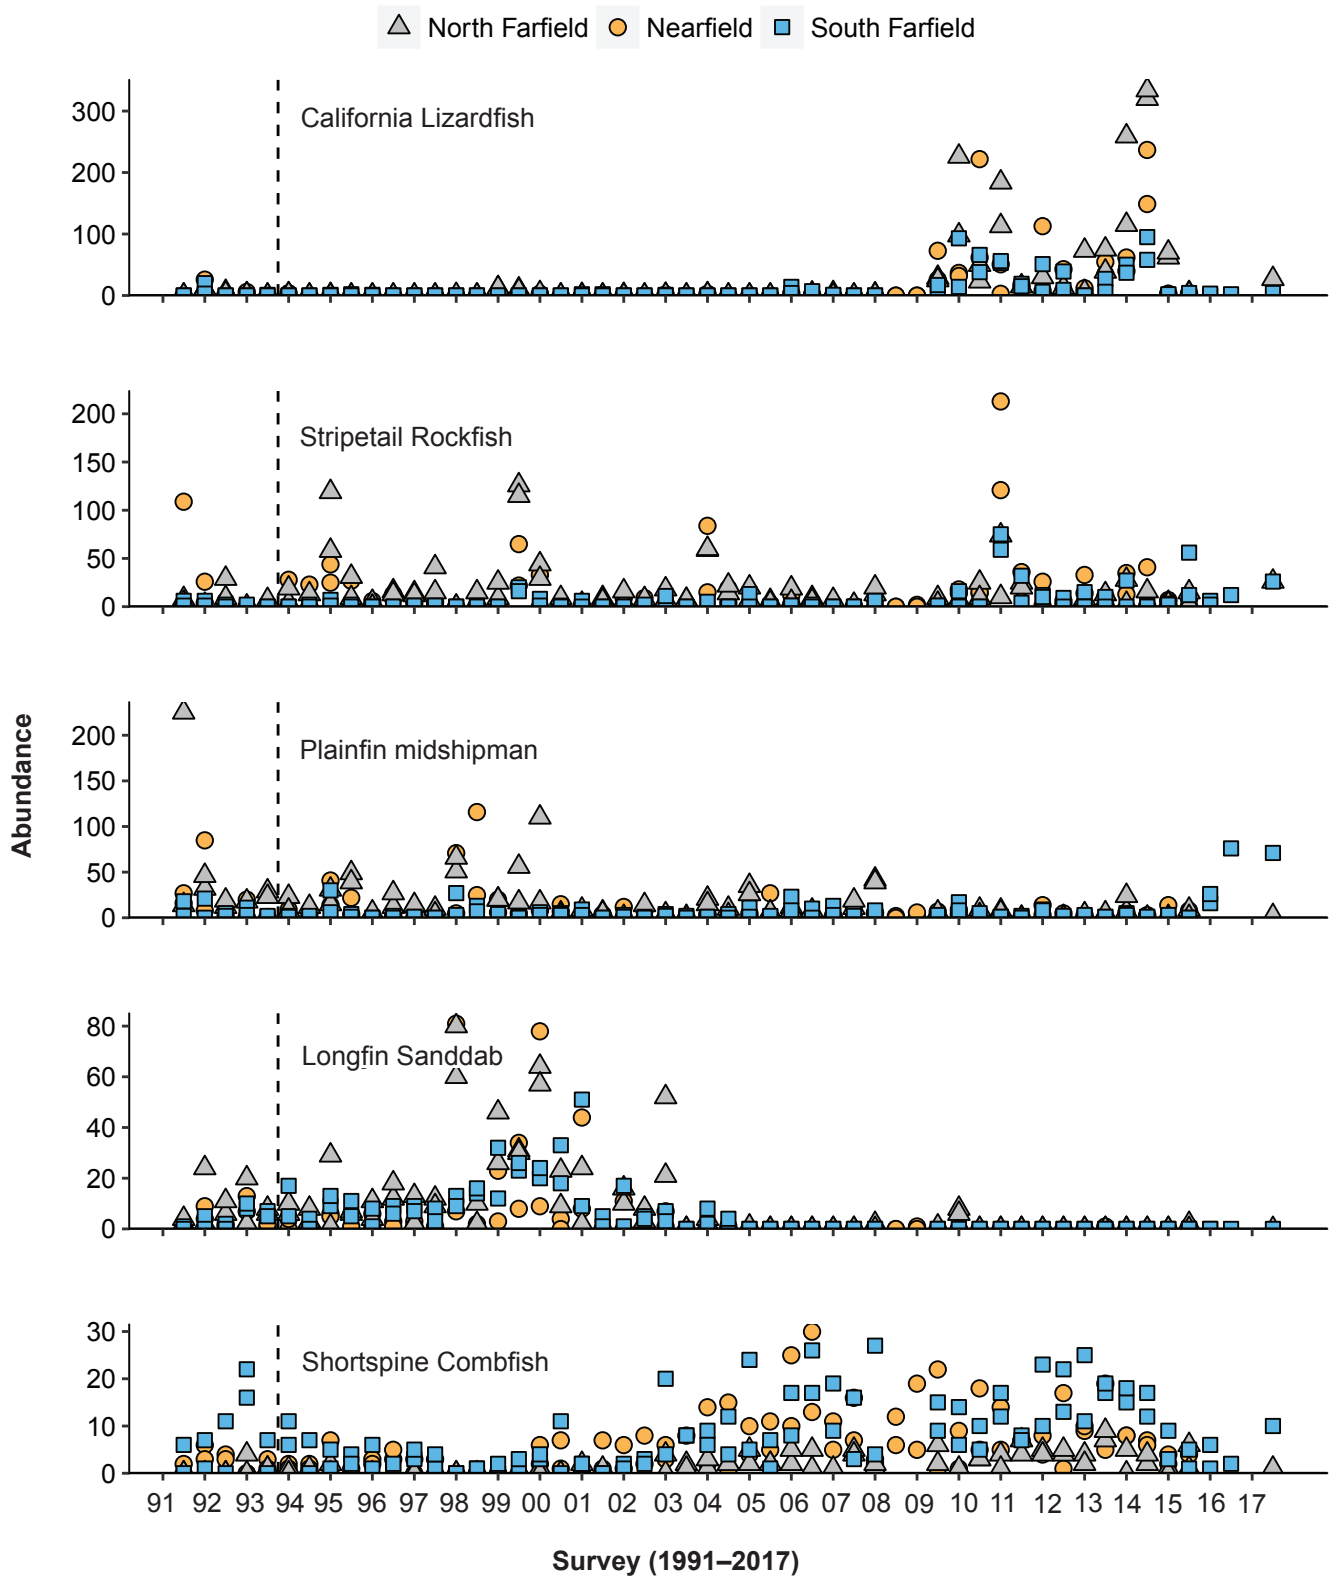 North Farfield Nearfield South Farfield
California Lizardfish
300
200
100
0
Stripetail Rockfish
200
150
100
50
0
Plainfin midshipman
200
150
100
50
0
Abundance
Longfin Sanddab
80
60
40
20
0
Shortspine Combfish
30
20
10
0
91 92 93 94 95 96 97 98 99 00 01 02 03 04 05 06 07 08 09 10 11 12 13 14 15 16 17
Survey (1991–2017)